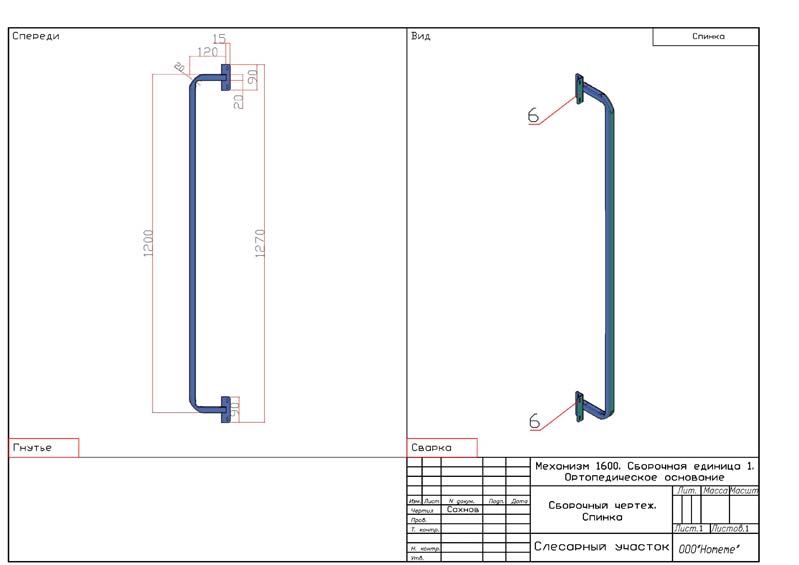 Спереди
Вид
Спинка
15
120
20
90
20
6
1200
1270
90
6
Гнутье
Сварка
Механизм 1600. Сборочная единица 1.
Ортопедическое основание
Лит. Масса Масшт
Изм. Лист N докум. Подп. Дата
Чертил Сахнов
Сборочный чертеж.
Спинка
Пров.
Т. контр.
Лист.1 Листов.1
Н. контр.
Утв.
Слесарный участок
ООО"Homeme"